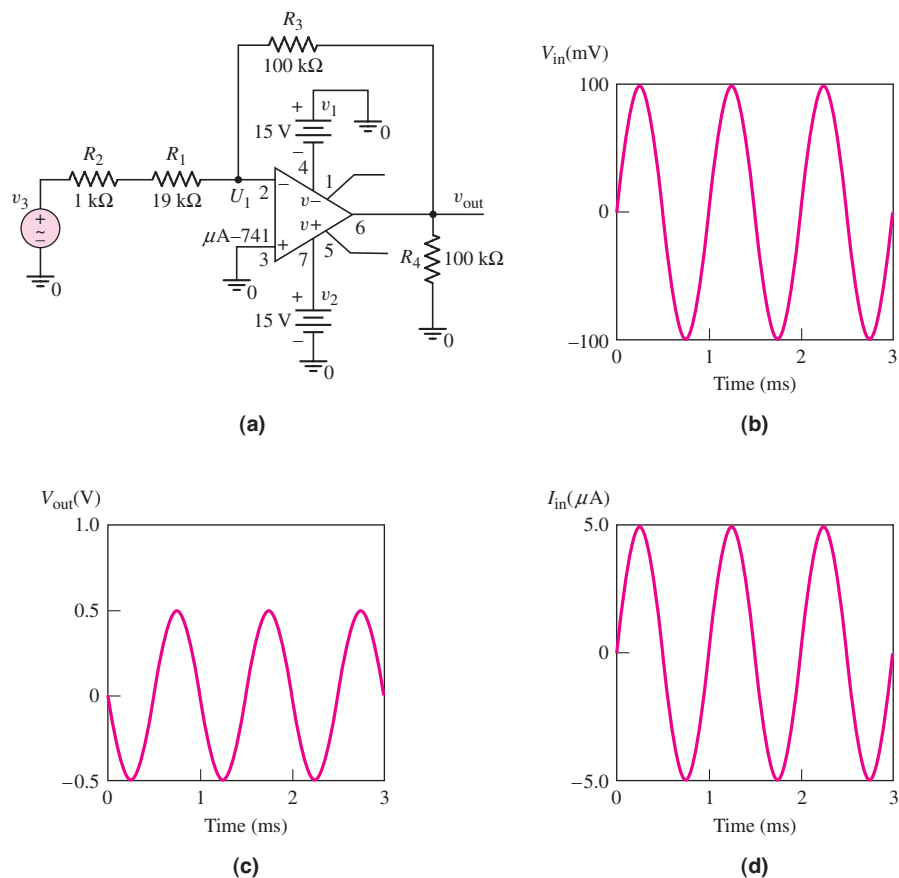 R3
100 kΩ
+
v1
15 V
0
−
R2
R1
4
1
v3
1 kΩ
19 kΩ
U1
2
−
v−
vout
+
~
−
μA–741
v+
6
+
5
R4
100 kΩ
3
7
0
0
+
v2
15 V
−
0
0
(a)
Vin(mV)
100
0
−100
0
1
2
3
Time (ms)
(b)
Vout(V)
1.0
0.5
0
−0.5
0
1
2
3
Time (ms)
(c)
Iin(μA)
5.0
0
−5.0
0
1
2
3
Time (ms)
(d)